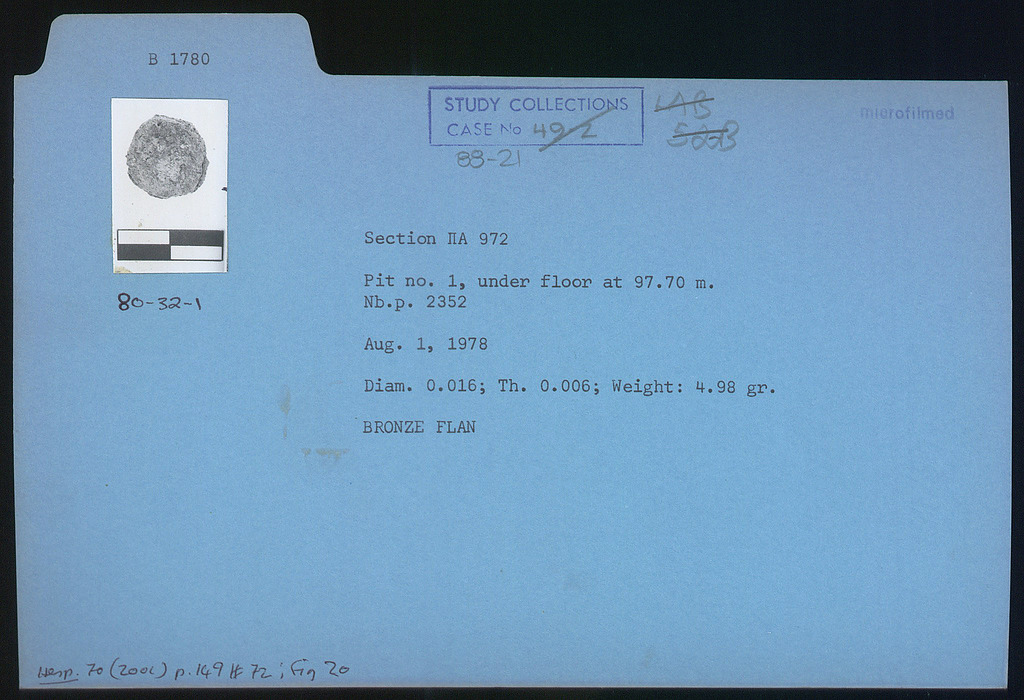 B 1780
STUDY COLLECTIONS
CASE No 49-2
88-21
LAB
microfilmed
80-32-1
Section ΠΑ 972
Pit no. 1, under floor at 97.70 m.
Nb.p. 2352
Aug. 1, 1978
Diam. 0.016; Th. 0.006; Weight: 4.98 gr.
BRONZE FLAN
Hesp. 70 (2001) p. 149 # 72; Fig 20